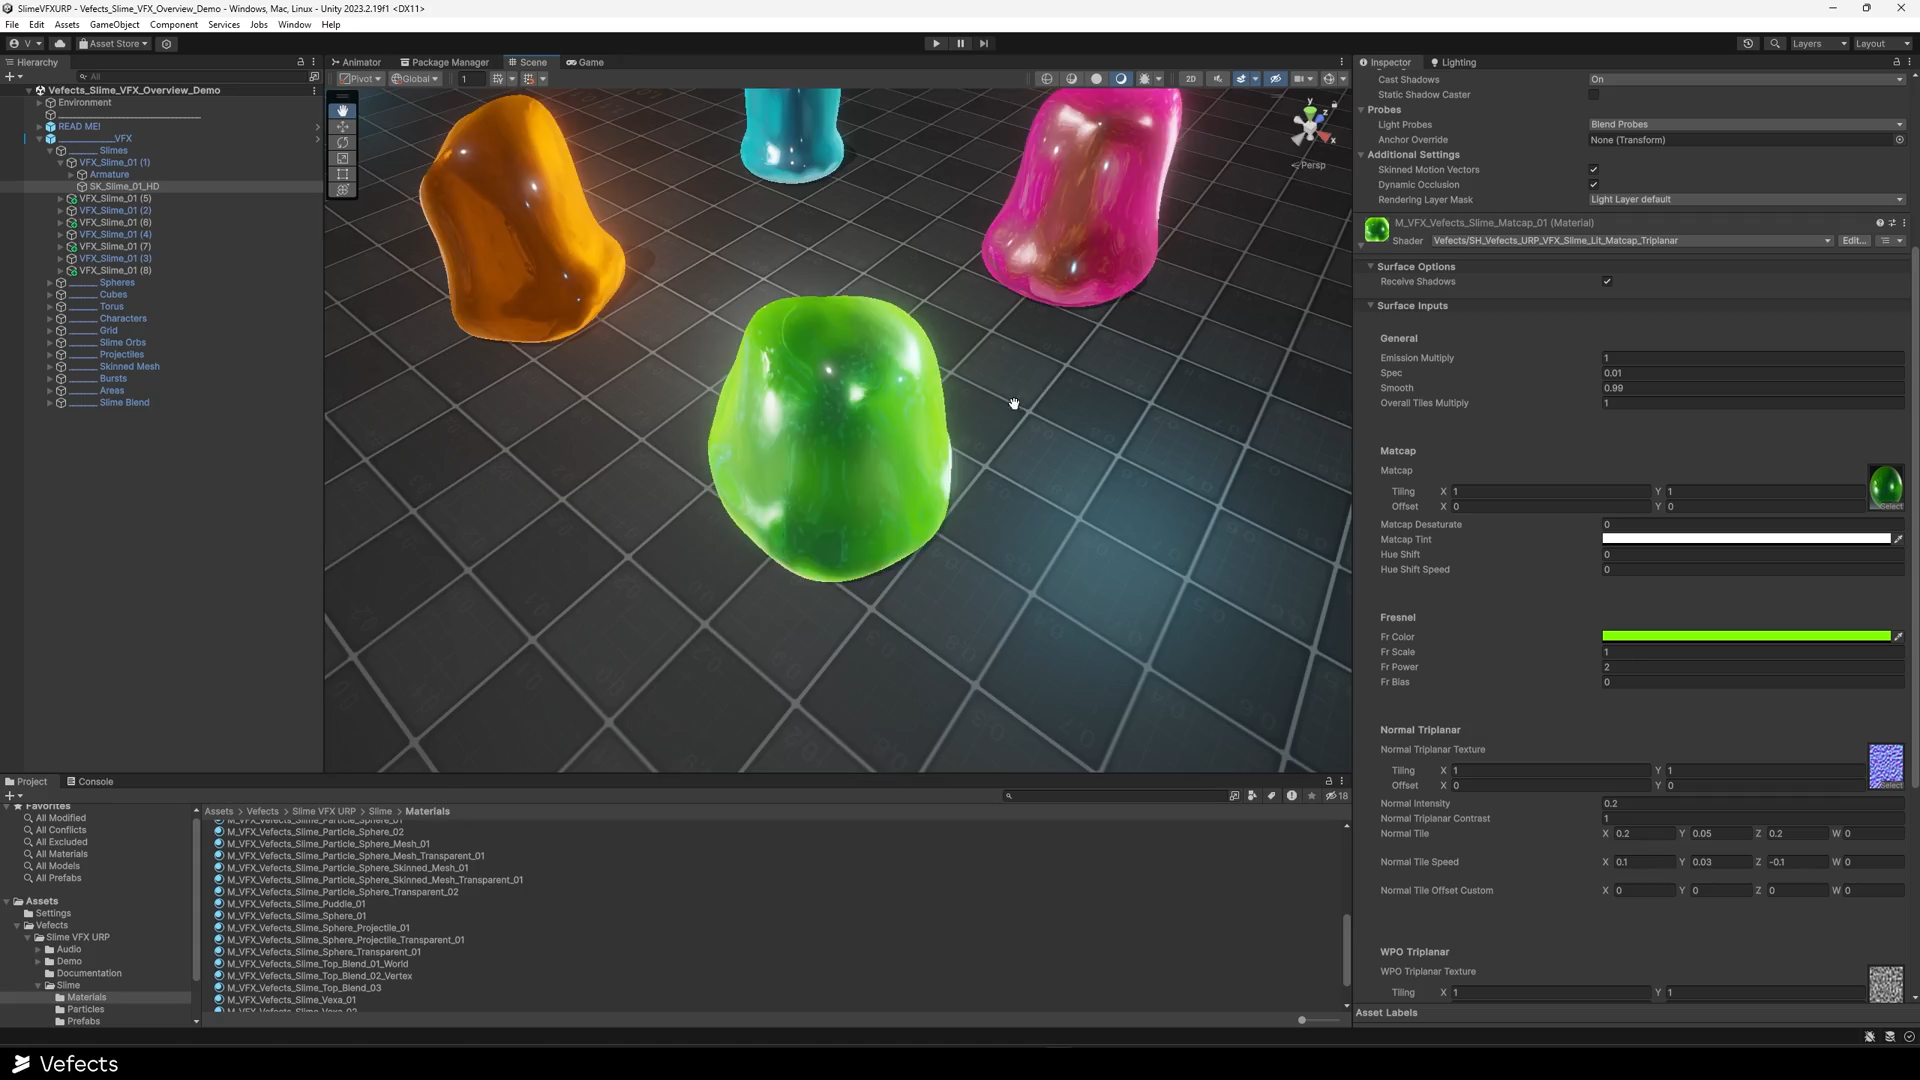 SlimeVFXURP - Vefects_Slime_VFX_Overview_Demo - Windows, Mac, Linux - Unity 2023.2.19f1 <DX11>
File Edit Assets GameObject Component Services Jobs Window Help
V Asset Store Layers Layout
Hierarchy
All
Vefects_Slime_VFX_Overview_Demo
Environment
READ ME!
VFX
Slimes
VFX_Slime_01 (1)
Armature
SK_Slime_01_HD
VFX_Slime_01 (5)
VFX_Slime_01 (2)
VFX_Slime_01 (6)
VFX_Slime_01 (4)
VFX_Slime_01 (7)
VFX_Slime_01 (3)
VFX_Slime_01 (8)
Spheres
Cubes
Torus
Characters
Grid
Slime Orbs
Projectiles
Skinned Mesh
Bursts
Areas
Slime Blend
Animator Package Manager Scene Game
Pivot Global 1 2D
y
x
Persp
Inspector Lighting
Cast Shadows On
Static Shadow Caster
Probes
Light Probes Blend Probes
Anchor Override None (Transform)
Additional Settings
Skinned Motion Vectors
Dynamic Occlusion
Rendering Layer Mask Light Layer default
M_VFX_Vefects_Slime_Matcap_01 (Material)
Shader Vefects/SH_Vefects_URP_VFX_Slime_Lit_Matcap_Triplanar Edit...
Surface Options
Receive Shadows
Surface Inputs
General
Emission Multiply 1
Spec 0.01
Smooth 0.99
Overall Tiles Multiply 1
Matcap
Matcap
Tiling X 1 Y 1
Offset X 0 Y 0
Select
Matcap Desaturate 0
Matcap Tint
Hue Shift 0
Hue Shift Speed 0
Fresnel
Fr Color
Fr Scale 1
Fr Power 2
Fr Bias 0
Normal Triplanar
Normal Triplanar Texture
Tiling X 1 Y 1
Offset X 0 Y 0
Select
Normal Intensity 0.2
Normal Triplanar Contrast 1
Normal Tile X 0.2 Y 0.05 Z 0.2 W 0
Normal Tile Speed X 0.1 Y 0.03 Z -0.1 W 0
Normal Tile Offset Custom X 0 Y 0 Z 0 W 0
WPO Triplanar
WPO Triplanar Texture
Tiling X 1 Y 1
Asset Labels
Project Console
18
Favorites
All Modified
All Conflicts
All Excluded
All Materials
All Models
All Prefabs
Assets
Settings
Vefects
Slime VFX URP
Audio
Demo
Documentation
Slime
Materials
Particles
Prefabs
Assets > Vefects > Slime VFX URP > Slime > Materials
M_VFX_Vefects_Slime_Particle_Sphere_01
M_VFX_Vefects_Slime_Particle_Sphere_02
M_VFX_Vefects_Slime_Particle_Sphere_Mesh_01
M_VFX_Vefects_Slime_Particle_Sphere_Mesh_Transparent_01
M_VFX_Vefects_Slime_Particle_Sphere_Skinned_Mesh_01
M_VFX_Vefects_Slime_Particle_Sphere_Skinned_Mesh_Transparent_01
M_VFX_Vefects_Slime_Particle_Sphere_Transparent_02
M_VFX_Vefects_Slime_Puddle_01
M_VFX_Vefects_Slime_Sphere_01
M_VFX_Vefects_Slime_Sphere_Projectile_01
M_VFX_Vefects_Slime_Sphere_Projectile_Transparent_01
M_VFX_Vefects_Slime_Sphere_Transparent_01
M_VFX_Vefects_Slime_Top_Blend_01_World
M_VFX_Vefects_Slime_Top_Blend_02_Vertex
M_VFX_Vefects_Slime_Top_Blend_03
M_VFX_Vefects_Slime_Vexa_01
M_VFX_Vefects_Slime_Vexa_02
Vefects